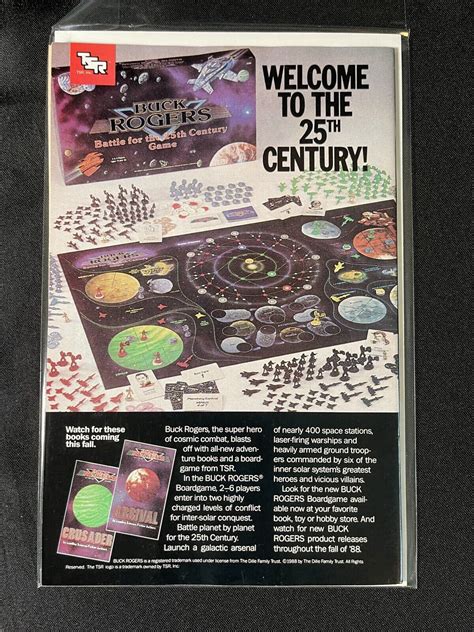 TSR
BUCK
ROGERS
Battle for the 25th Century
Game
WELCOME
TO THE
25TH
CENTURY!
Watch for these
books coming
this fall.
CRUSADER
ARRIVAL
Buck Rogers, the super hero
of cosmic combat, blasts
off with all-new adven-
ture books and a board-
game from TSR.
In the BUCK ROGERS®
Boardgame, 2–6 players
enter into two highly
charged levels of conflict
for inter-solar conquest.
Battle planet by planet
for the 25th Century.
Launch a galactic arsenal
of nearly 400 space stations,
laser-firing warships and
heavily armed ground troop-
ers commanded by six of the
inner solar system's greatest
heroes and vicious villains.
Look for the new BUCK
ROGERS Boardgame avail-
able now at your favorite
book, toy or hobby store. And
watch for new BUCK
ROGERS product releases
throughout the fall of '88.
BUCK ROGERS is a registered trademark used under license from The Dille Family Trust. ©1988 by The Dille Family Trust. All Rights
Reserved. The TSR logo is a trademark owned by TSR, Inc.